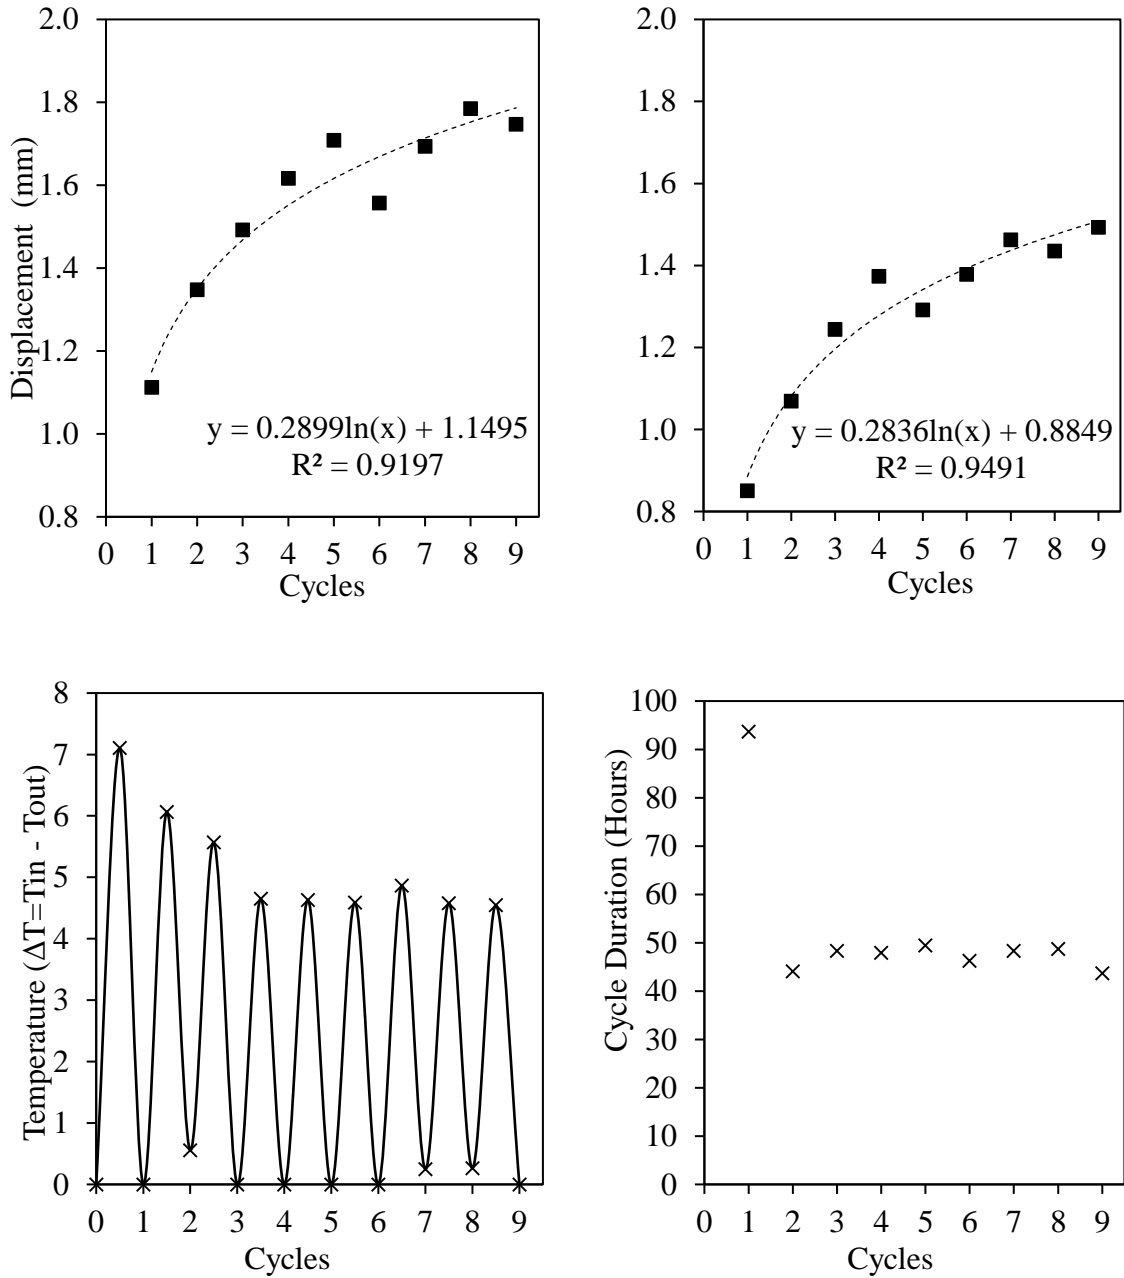 Displacement (mm)
2.0
1.8
1.6
1.4
1.2
1.0
0.8
y = 0.2899ln(x) + 1.1495
R² = 0.9197
0 1 2 3 4 5 6 7 8 9
Cycles
2.0
1.8
1.6
1.4
1.2
1.0
0.8
y = 0.2836ln(x) + 0.8849
R² = 0.9491
0 1 2 3 4 5 6 7 8 9
Cycles
Temperature (ΔT=Tin - Tout)
8
7
6
5
4
3
2
1
0
0 1 2 3 4 5 6 7 8 9
Cycles
Cycle Duration (Hours)
100
90
80
70
60
50
40
30
20
10
0
0 1 2 3 4 5 6 7 8 9
Cycles